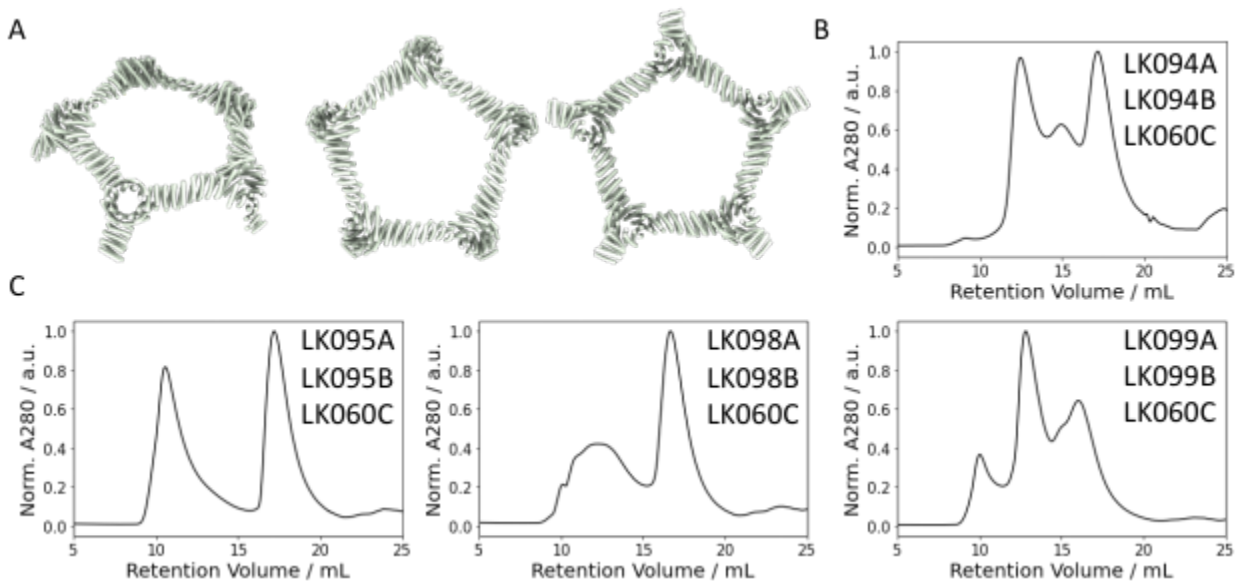 A
B
Norm. A280 / a.u.
1.0
0.8
0.6
0.4
0.2
0.0
LK094A
LK094B
LK060C
5 10 15 20 25
Retention Volume / mL
C
Norm. A280 / a.u.
1.0
0.8
0.6
0.4
0.2
0.0
LK095A
LK095B
LK060C
5 10 15 20 25
Retention Volume / mL
Norm. A280 / a.u.
1.0
0.8
0.6
0.4
0.2
0.0
LK098A
LK098B
LK060C
5 10 15 20 25
Retention Volume / mL
Norm. A280 / a.u.
1.0
0.8
0.6
0.4
0.2
0.0
LK099A
LK099B
LK060C
5 10 15 20 25
Retention Volume / mL